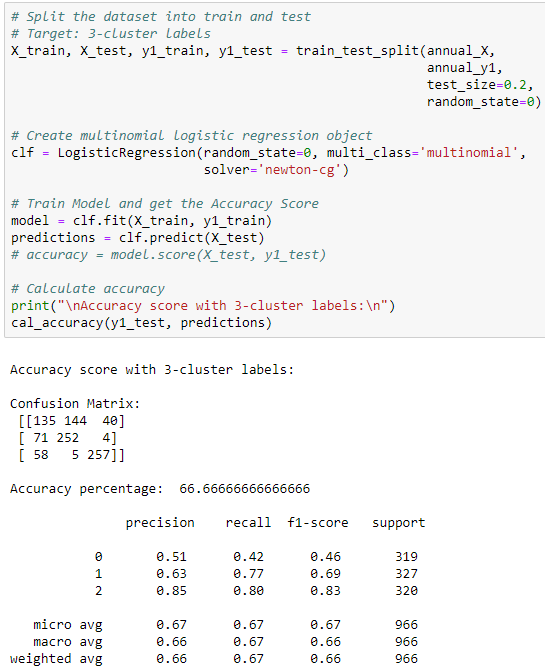 # Split the dataset into train and test
# Target: 3-cluster labels
X_train, X_test, y1_train, y1_test = train_test_split(annual_X,
annual_y1,
test_size=0.2,
random_state=0)
# Create multinomial logistic regression object
clf = LogisticRegression(random_state=0, multi_class='multinomial',
solver='newton-cg')
# Train Model and get the Accuracy Score
model = clf.fit(X_train, y1_train)
predictions = clf.predict(X_test)
# accuracy = model.score(X_test, y1_test)
# Calculate accuracy
print("\nAccuracy score with 3-cluster labels:\n")
cal_accuracy(y1_test, predictions)
Accuracy score with 3-cluster labels:
Confusion Matrix:
[[135 144  40]
[ 71 252   4]
[ 58   5 257]]
Accuracy percentage:  66.66666666666666
precision    recall  f1-score   support
0       0.51      0.42      0.46       319
1       0.63      0.77      0.69       327
2       0.85      0.80      0.83       320
micro avg       0.67      0.67      0.67       966
macro avg       0.66      0.67      0.66       966
weighted avg       0.66      0.67      0.66       966